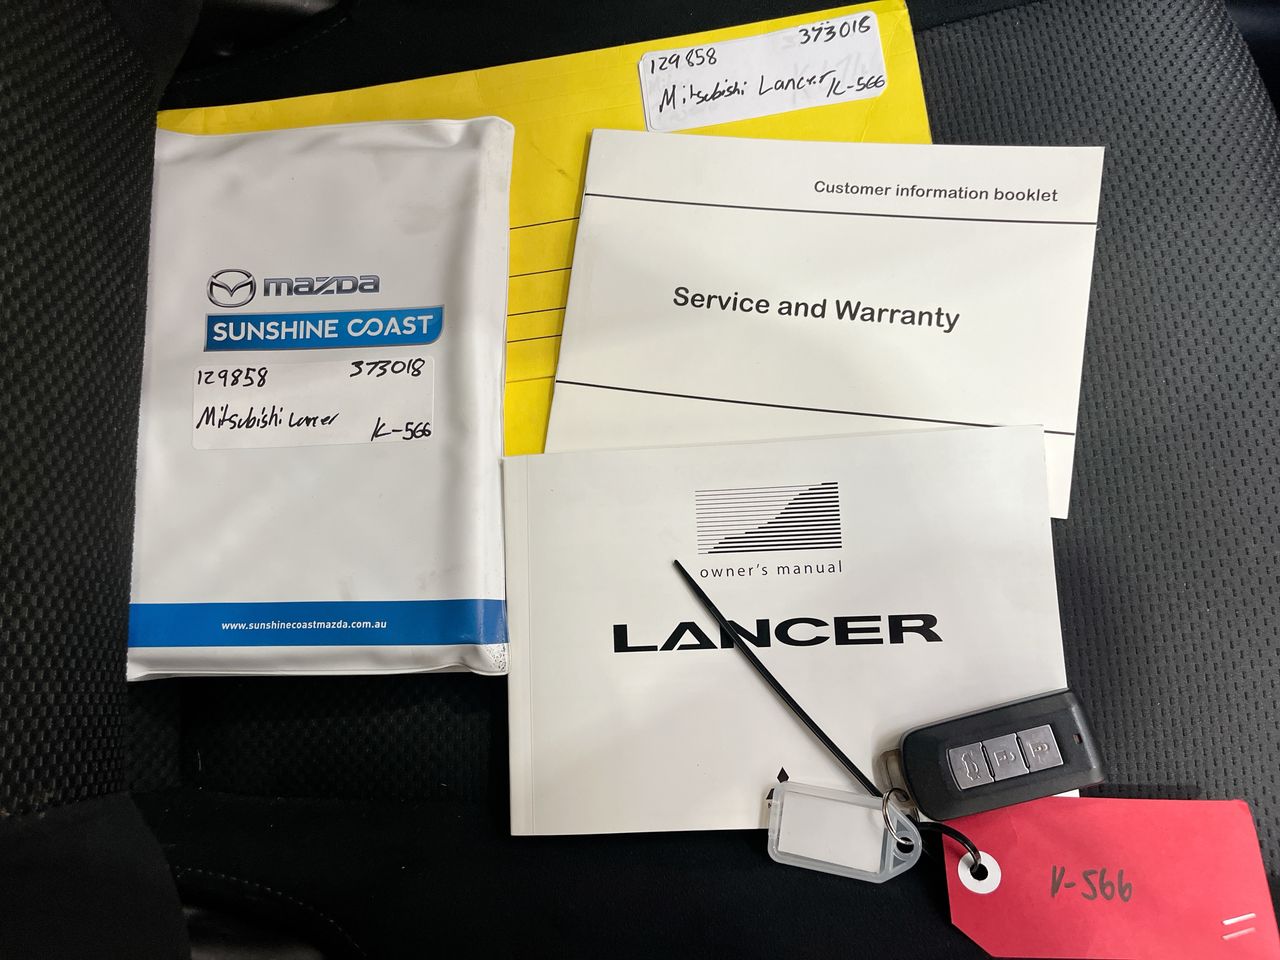 129858 373018
Mitsubishi Lancer K-566
Customer information booklet
Service and Warranty
mazda
SUNSHINE COAST
129858 373018
Mitsubishi Lancer
K-566
www.sunshinecoastmazda.com.au
owner's manual
LANCER
K-566